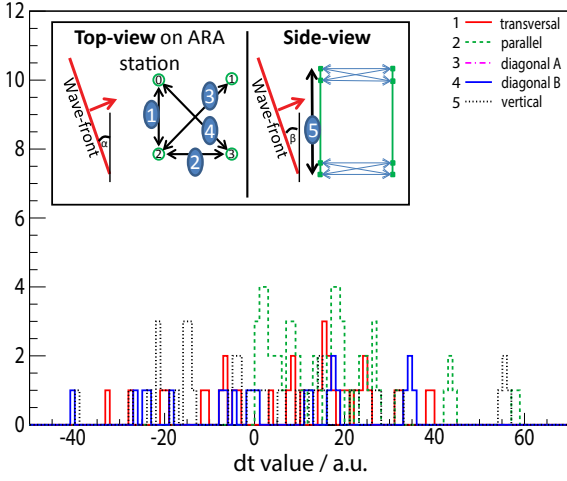 12
10
8
6
4
2
0
-40
-20
0
20
40
60
dt value / a.u.
Top-view on ARA
station
Side-view
Wave-front
α
0
1
2
3
1
2
3
4
Wave-front
β
5
1 transversal
2 parallel
3 diagonal A
4 diagonal B
5 vertical